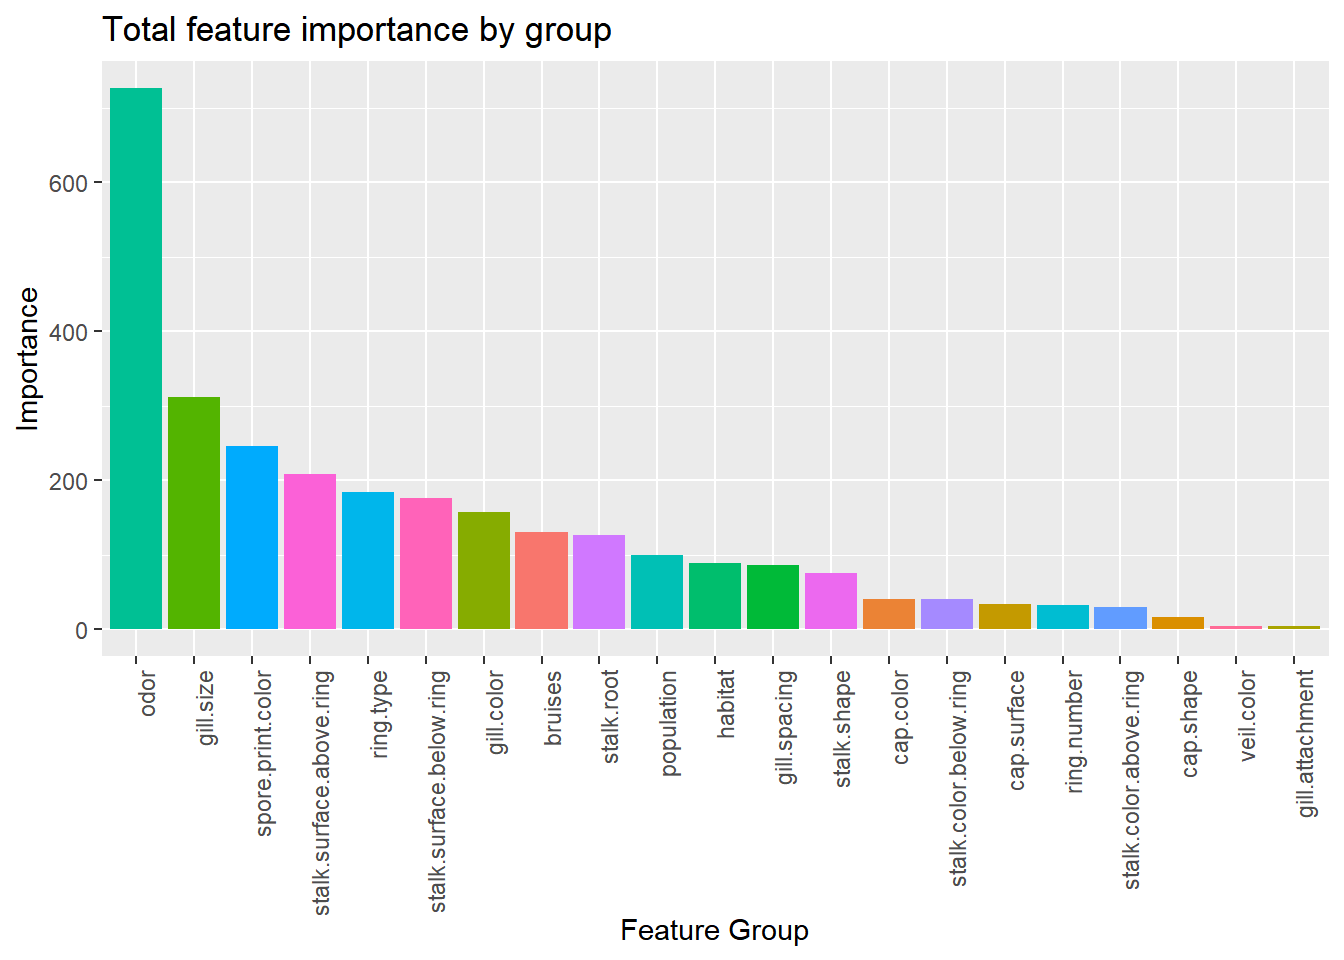 Total feature importance by group
Importance
600
400
200
0
odor
gill.size
spore.print.color
stalk.surface.above.ring
ring.type
stalk.surface.below.ring
gill.color
bruises
stalk.root
population
habitat
gill.spacing
stalk.shape
cap.color
stalk.color.below.ring
cap.surface
ring.number
stalk.color.above.ring
cap.shape
veil.color
gill.attachment
Feature Group